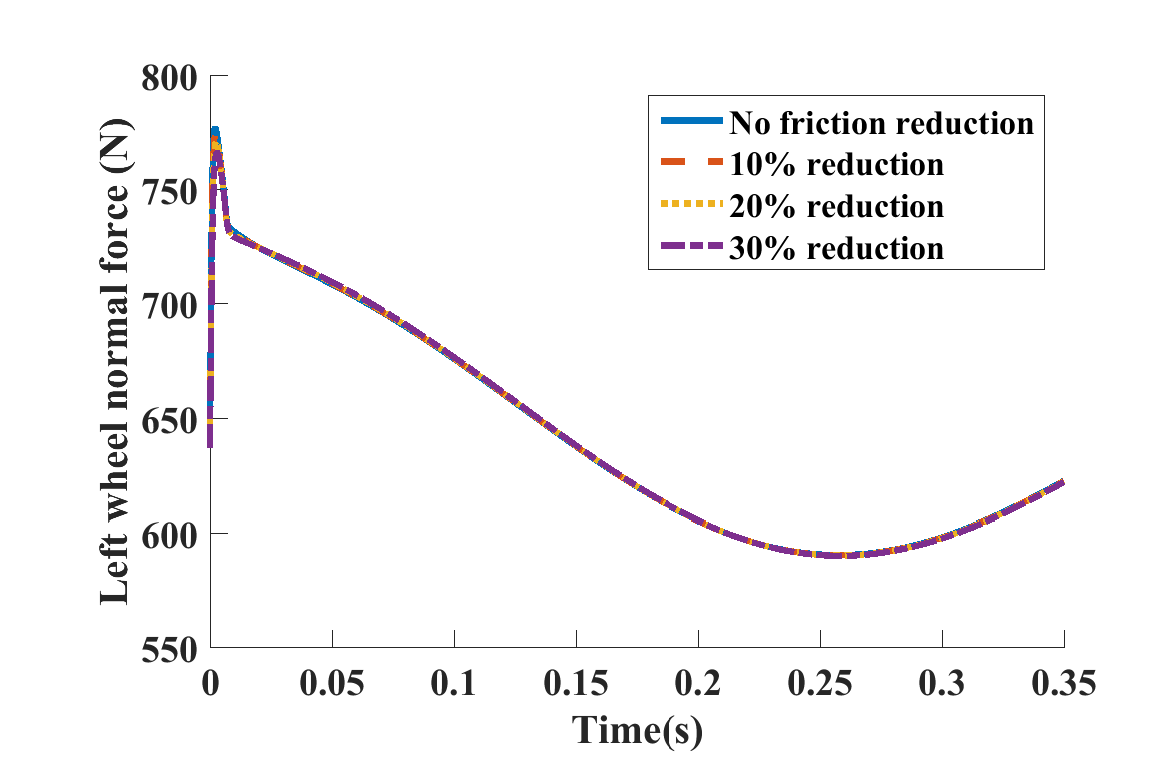 800
750
700
650
600
550
Left wheel normal force (N)
No friction reduction
10% reduction
20% reduction
30% reduction
0
0.05
0.1
0.15
0.2
0.25
0.3
0.35
Time(s)